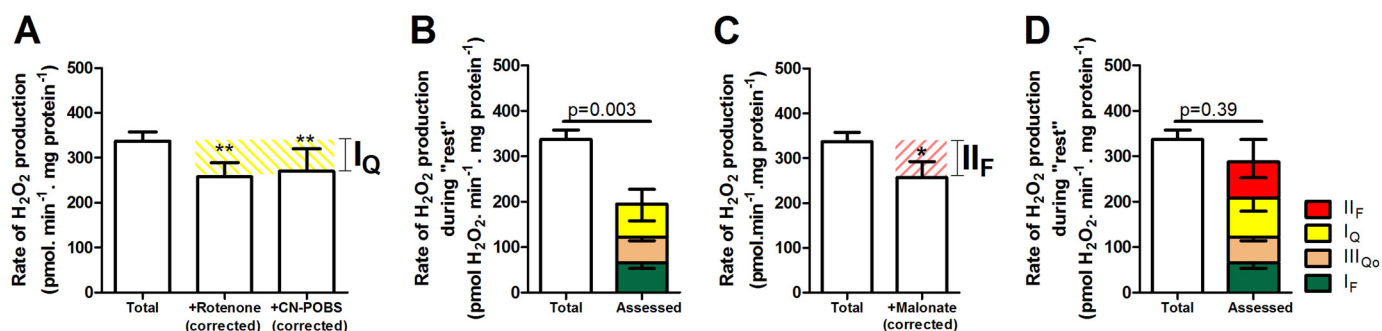 A
Rate of H2O2 production
(pmol. min-1. mg protein-1)
500
400
300
200
100
0
**
**
IQ
Total
+Rotenone
(corrected)
+CN-POBS
(corrected)
B
Rate of H2O2 production
during "rest"
(pmol H2O2. min-1. mg protein-1)
500
400
300
200
100
0
p=0.003
Total
Assessed
C
Rate of H2O2 production
during "rest"
(pmol. min-1.mg protein-1)
500
400
300
200
100
0
*
IIF
Total
+Malonate
(corrected)
D
Rate of H2O2 production
during "rest"
(pmol H2O2. min-1. mg protein-1)
500
400
300
200
100
0
p=0.39
Total
Assessed
IIF
IQ
IIIQo
IF